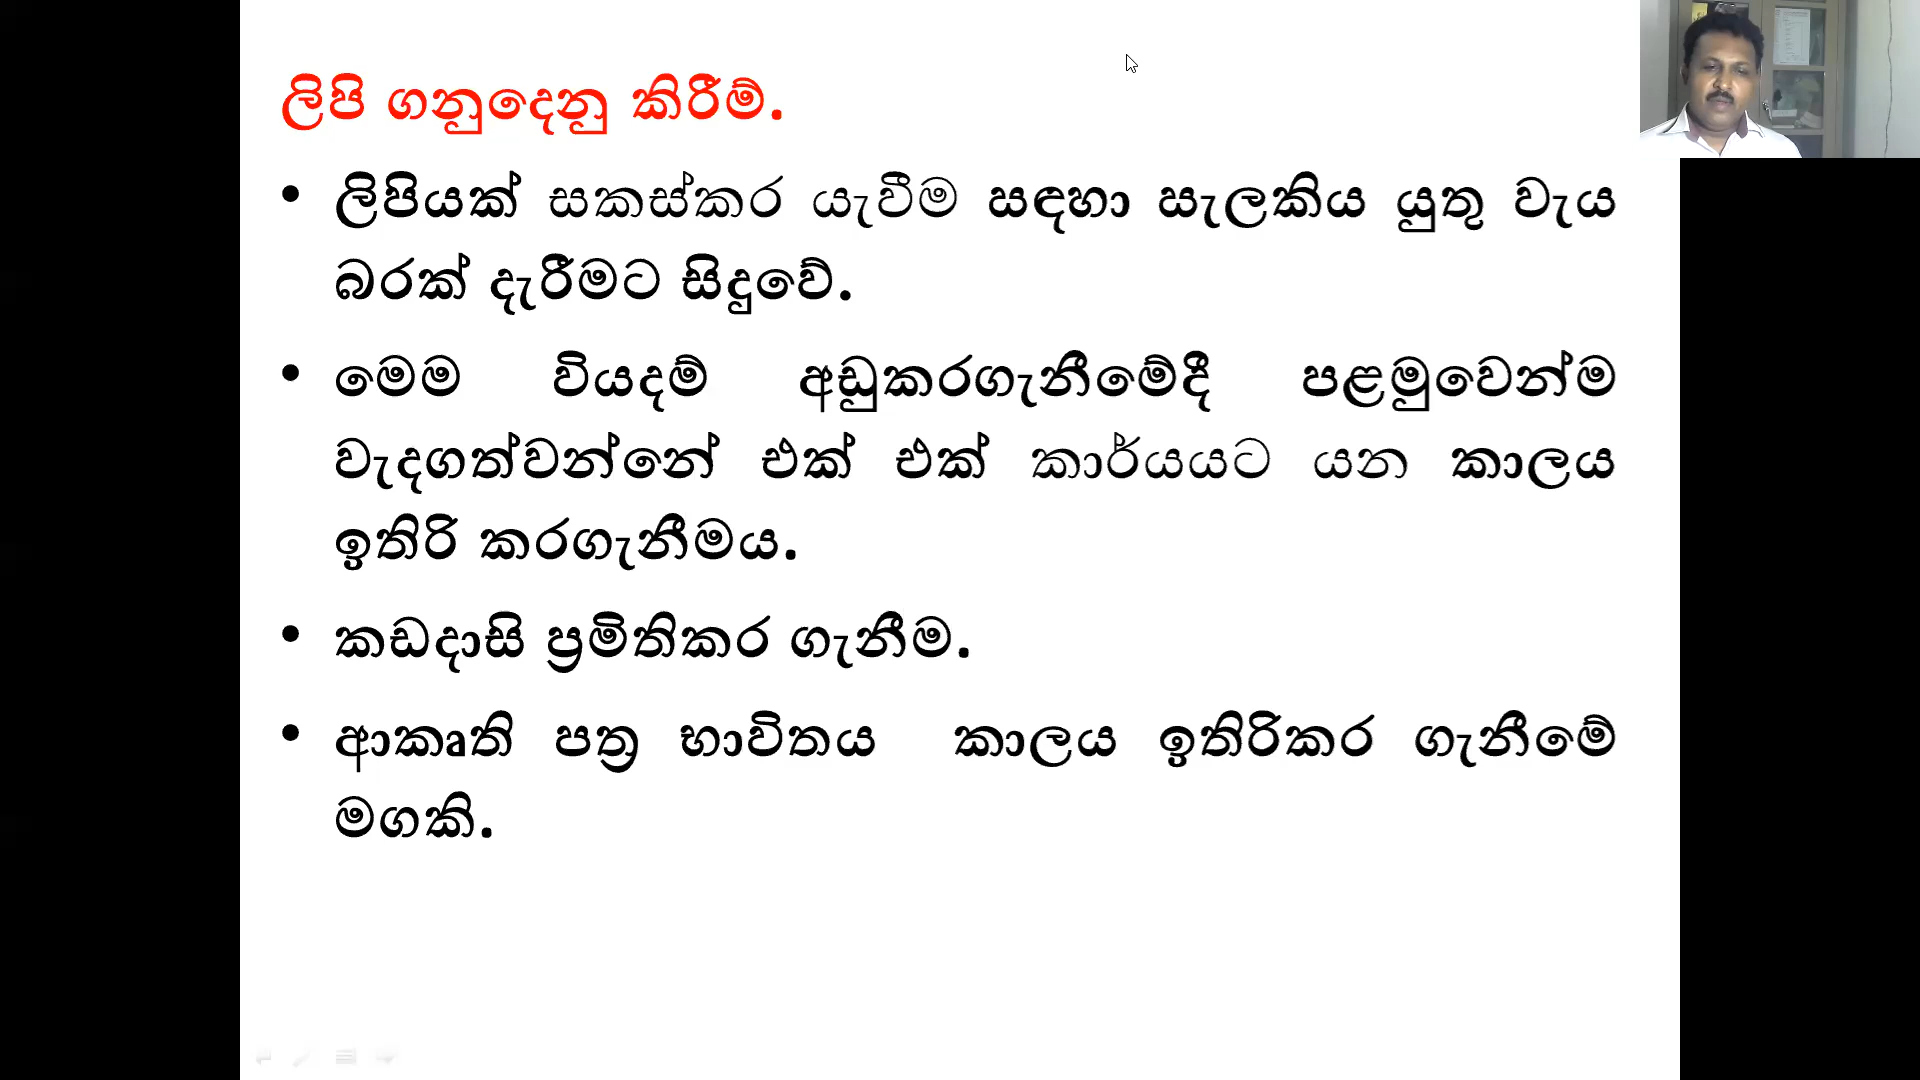 ලිපි ගනුදෙනු කිරීම්.
• ලිපියක් සකස්කර යැවීම සඳහා සැලකිය යුතු වැය
බරක් දැරීමට සිදුවේ.
• මෙම වියදම් අඩුකරගැනීමේදී පළමුවෙන්ම
වැදගත්වන්නේ එක් එක් කාර්යයට යන කාලය
ඉතිරි කරගැනීමය.
• කඩදාසි ප්‍රමිතිකර ගැනීම.
• ආකෘති පත්‍ර භාවිතය කාලය ඉතිරිකර ගැනීමේ
මගකි.